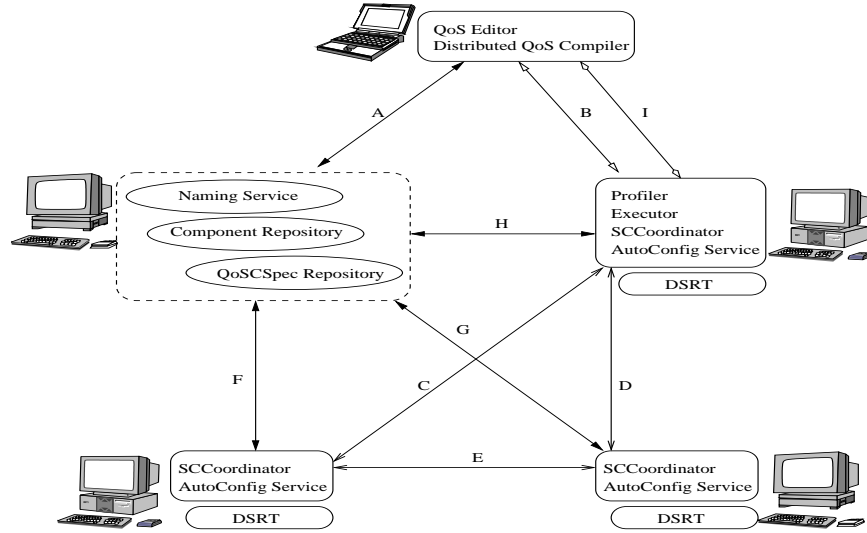 QoS Editor
Distributed QoS Compiler
A
B
I
Naming Service
Component Repository
QoSCSpec Repository
H
Profiler
Executor
SCCoordinator
AutoConfig Service
DSRT
G
F
C
D
SCCoordinator
AutoConfig Service
DSRT
E
SCCoordinator
AutoConfig Service
DSRT